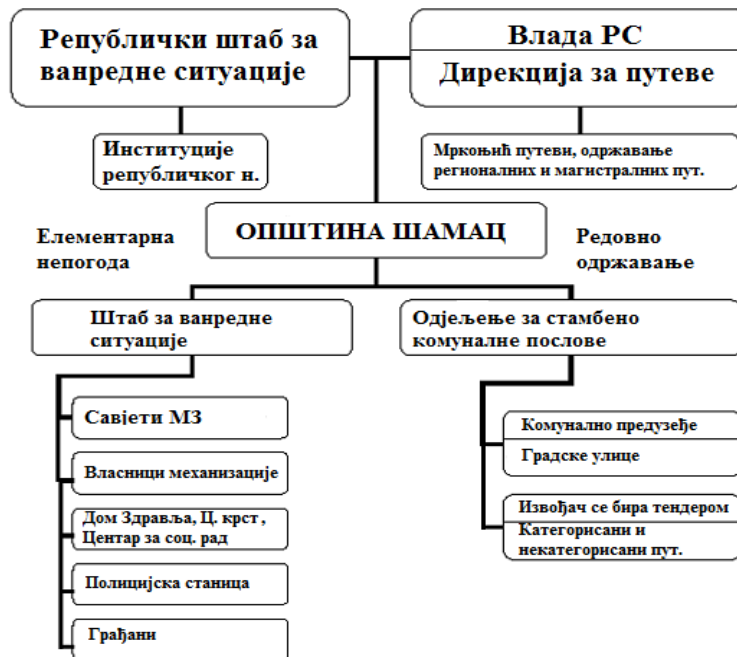 Републички штаб за
ванредне ситуације
Влада РС
Дирекција за путеве
Институције
републичког н.
Мркоњић путеви, одржавање
регионалних и магистралних пут.
Елементарна
непогода
ОПШТИНА ШАМАЦ
Редовно
одржавање
Штаб за ванредне
ситуације
Одјељење за стамбено
комуналне послове
Савјети МЗ
Власници механизације
Дом Здравља, Ц. крст ,
Центар за соц. рад
Полицијска станица
Грађани
Комунално предузеђе
Градске улице
Извођач се бира тендером
Категорисани и
некатегорисани пут.